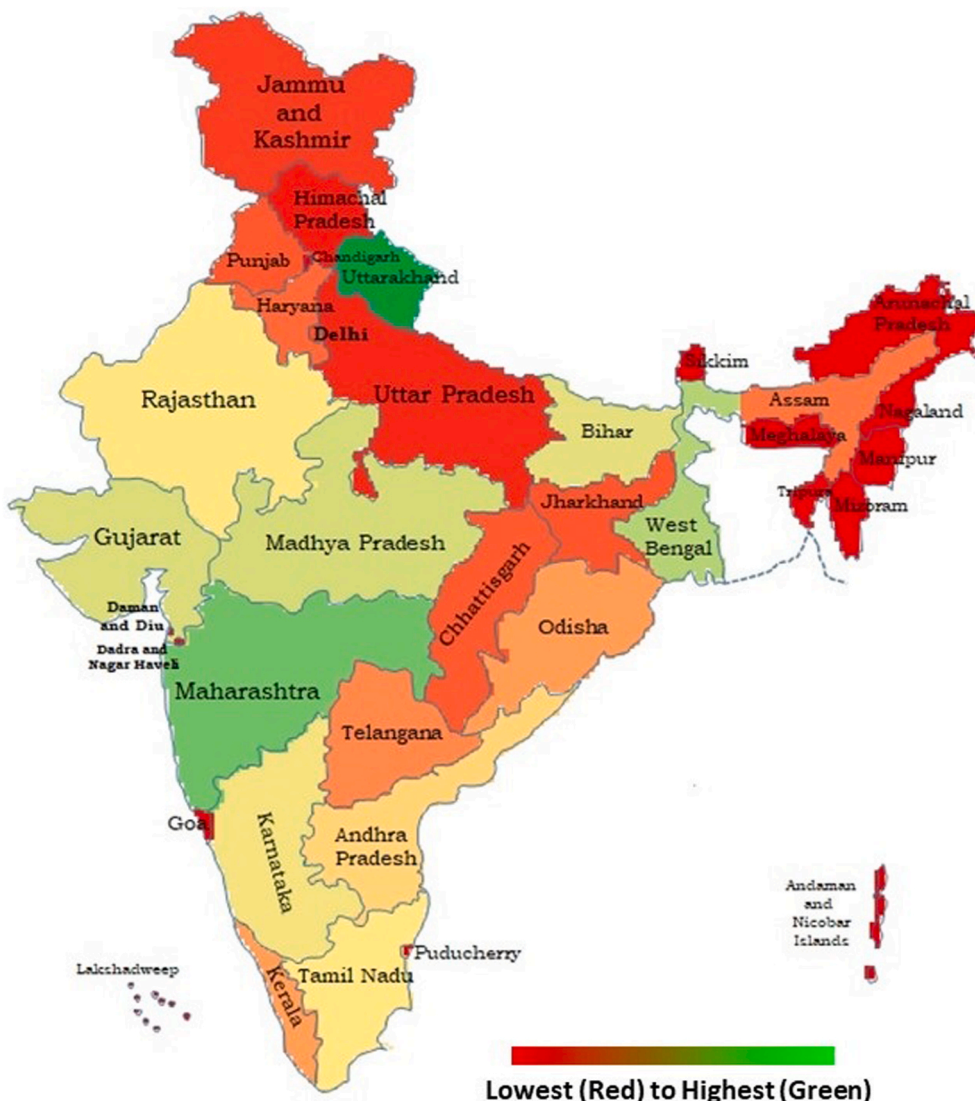 Jammu
and
Kashmir
Himachal
Pradesh
Chandigarh
Punjab
Uttarakhand
Haryana
Delhi
Arunachal
Pradesh
Sikkim
Rajasthan
Uttar Pradesh
Assam
Nagaland
Bihar
Meghalaya
Manipur
Tripura
Mizoram
Jharkhand
West
Bengal
Gujarat
Madhya Pradesh
Chhattisgarh
Daman
and Diu
Dadra and
Nagar Haveli
Odisha
Maharashtra
Telangana
Goa
Karnataka
Andhra
Pradesh
Andaman
and
Nicobar
Islands
Puducherry
Lakshadweep
Kerala
Tamil Nadu
Lowest (Red) to Highest (Green)